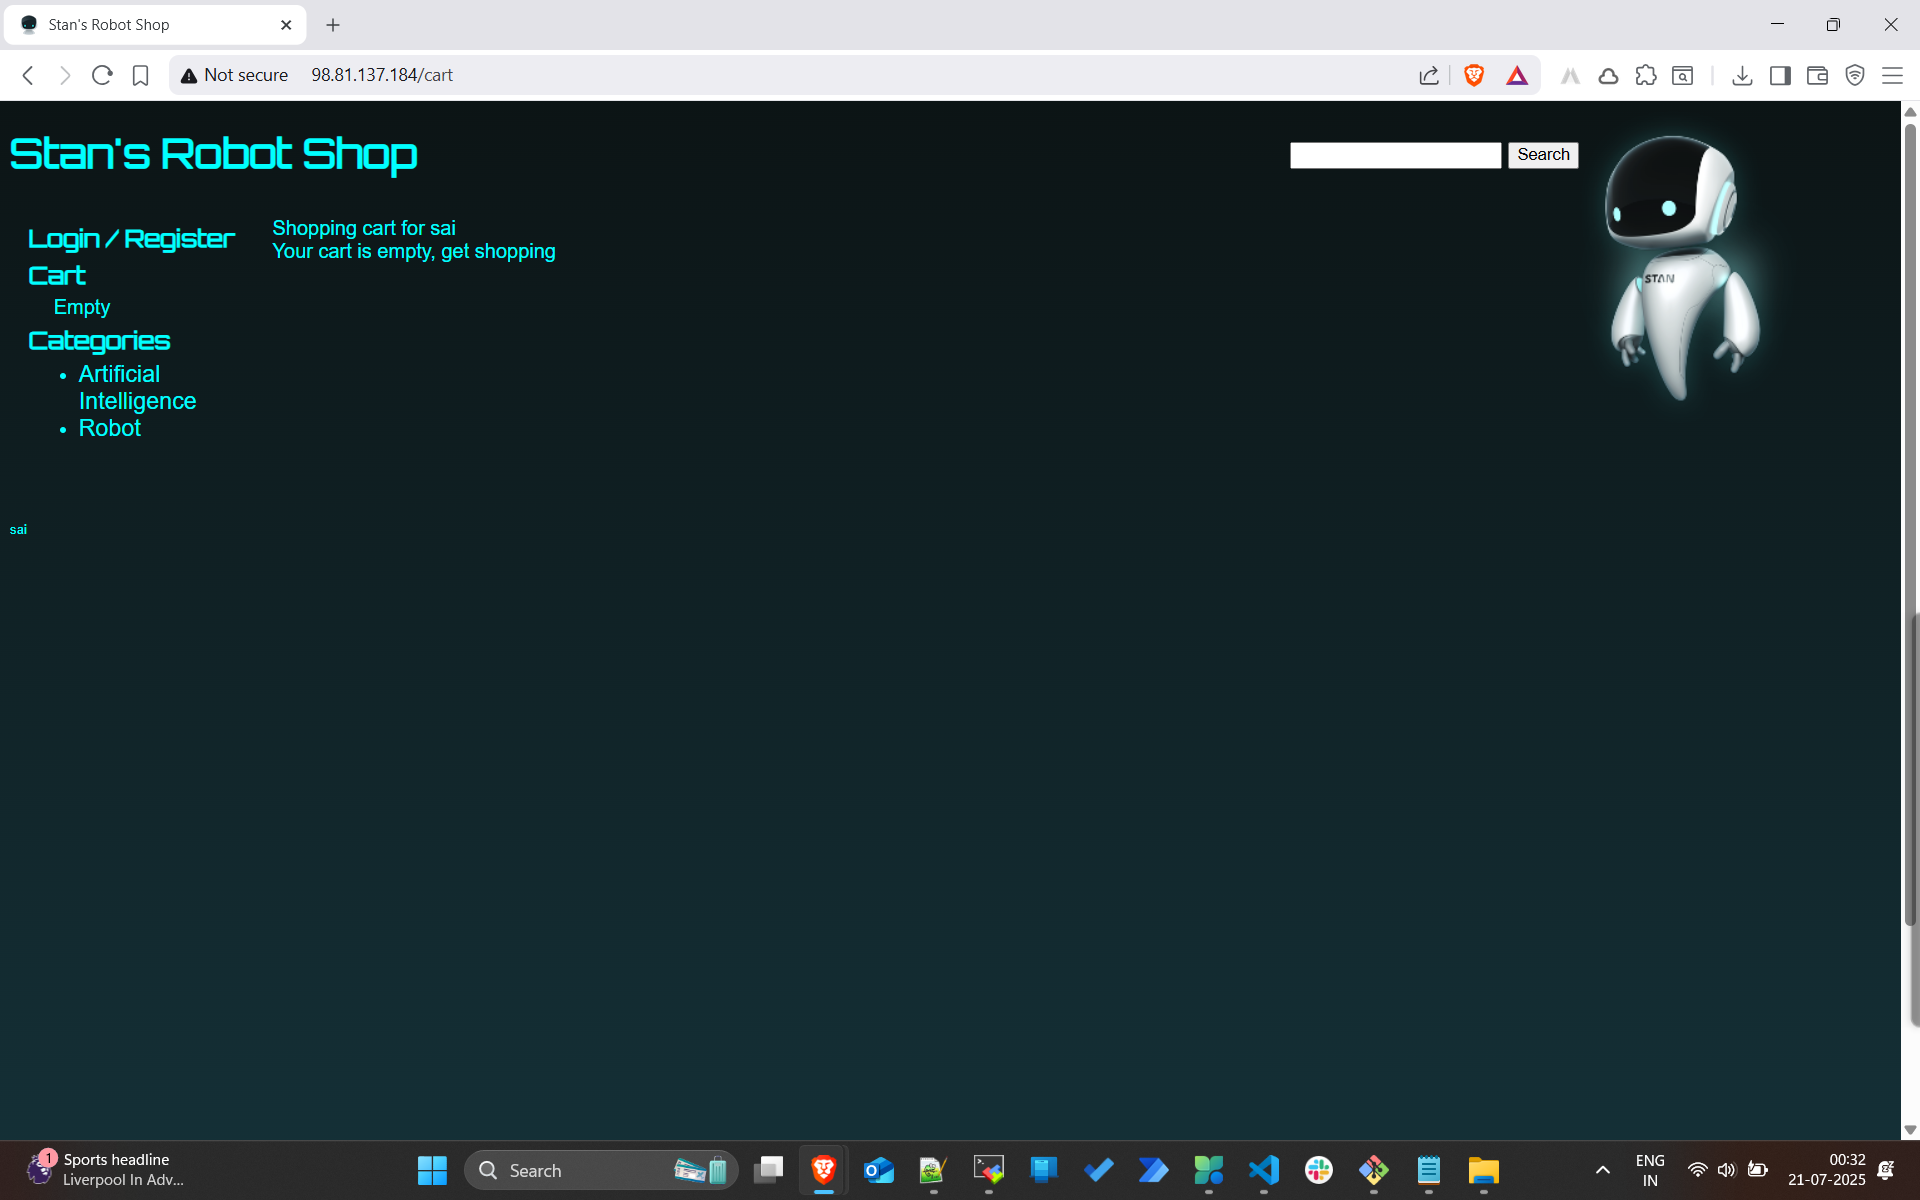 Stan's Robot Shop
Not secure
98.81.137.184/cart
Stan's Robot Shop
Search
STAN
Login / Register
Cart
Empty
Categories
Artificial
Intelligence
Robot
Shopping cart for sai
Your cart is empty, get shopping
sai
1
Sports headline
Liverpool In Adv...
Search
ENG
IN
00:32
21-07-2025